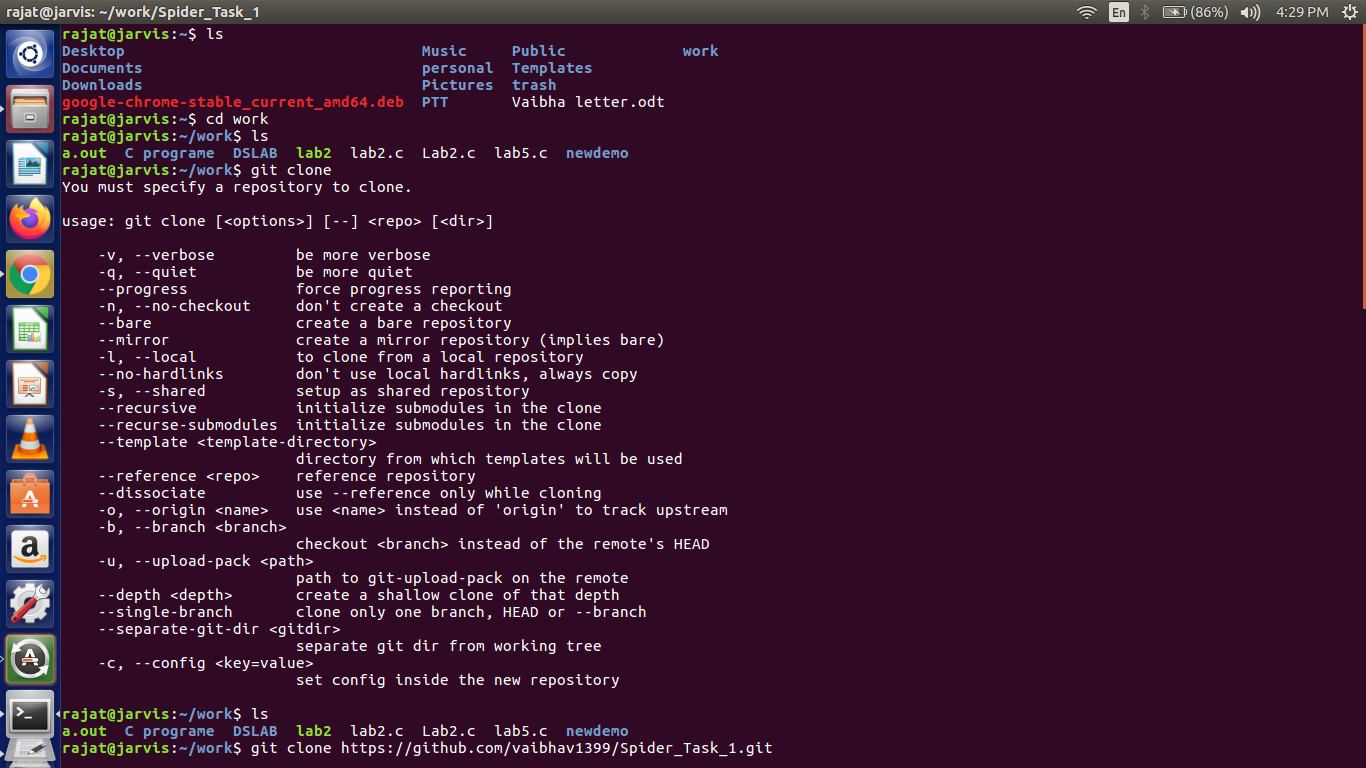 rajat@jarvis: ~/work/Spider_Task_1 En (86%) 4:29 PM
rajat@jarvis:~$ ls
Desktop Music Public work
Documents personal Templates
Downloads Pictures trash
google-chrome-stable_current_amd64.deb PTT Vaibha letter.odt
rajat@jarvis:~$ cd work
rajat@jarvis:~/work$ ls
a.out C programe DSLAB lab2 lab2.c Lab2.c lab5.c newdemo
rajat@jarvis:~/work$ git clone
You must specify a repository to clone.

usage: git clone [<options>] [--] <repo> [<dir>]

    -v, --verbose         be more verbose
    -q, --quiet           be more quiet
    --progress            force progress reporting
    -n, --no-checkout     don't create a checkout
    --bare                create a bare repository
    --mirror              create a mirror repository (implies bare)
    -l, --local           to clone from a local repository
    --no-hardlinks        don't use local hardlinks, always copy
    -s, --shared          setup as shared repository
    --recursive           initialize submodules in the clone
    --recurse-submodules  initialize submodules in the clone
    --template <template-directory>
                          directory from which templates will be used
    --reference <repo>    reference repository
    --dissociate          use --reference only while cloning
    -o, --origin <name>   use <name> instead of 'origin' to track upstream
    -b, --branch <branch>
                          checkout <branch> instead of the remote's HEAD
    -u, --upload-pack <path>
                          path to git-upload-pack on the remote
    --depth <depth>       create a shallow clone of that depth
    --single-branch       clone only one branch, HEAD or --branch
    --separate-git-dir <gitdir>
                          separate git dir from working tree
    -c, --config <key=value>
                          set config inside the new repository

rajat@jarvis:~/work$ ls
a.out C programe DSLAB lab2 lab2.c Lab2.c lab5.c newdemo
rajat@jarvis:~/work$ git clone https://github.com/vaibhav1399/Spider_Task_1.git